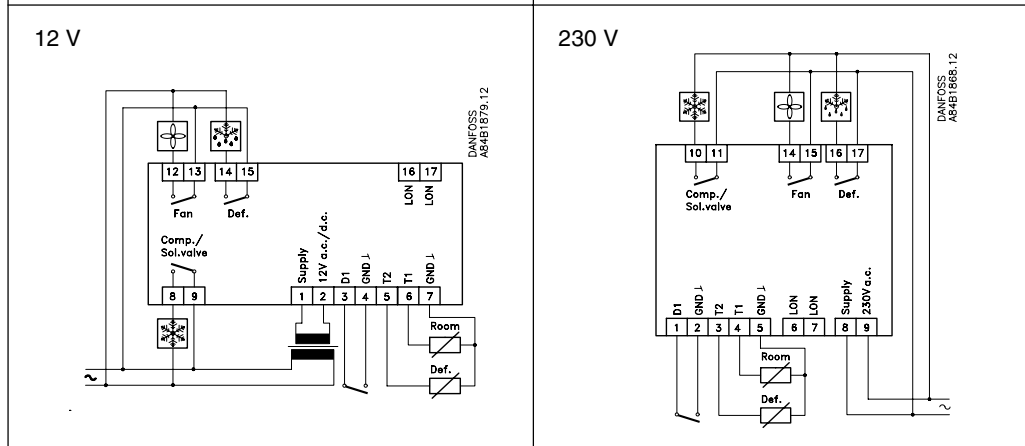 12 V
DANFOSS
A84B1879.12
12 13 14 15 16 17
Fan Def. LON LON
Comp./
Sol.valve
Supply 12V a.c./d.c. D1 GND ⊥ T2 T1 GND ⊥
8 9 1 2 3 4 5 6 7
Room
Def.
~
230 V
DANFOSS
A84B1868.12
10 11 14 15 16 17
Comp./ Fan Def.
Sol.valve
D1 GND ⊥ T2 T1 GND ⊥ LON LON Supply 230V a.c.
1 2 3 4 5 6 7 8 9
Room
Def.
~